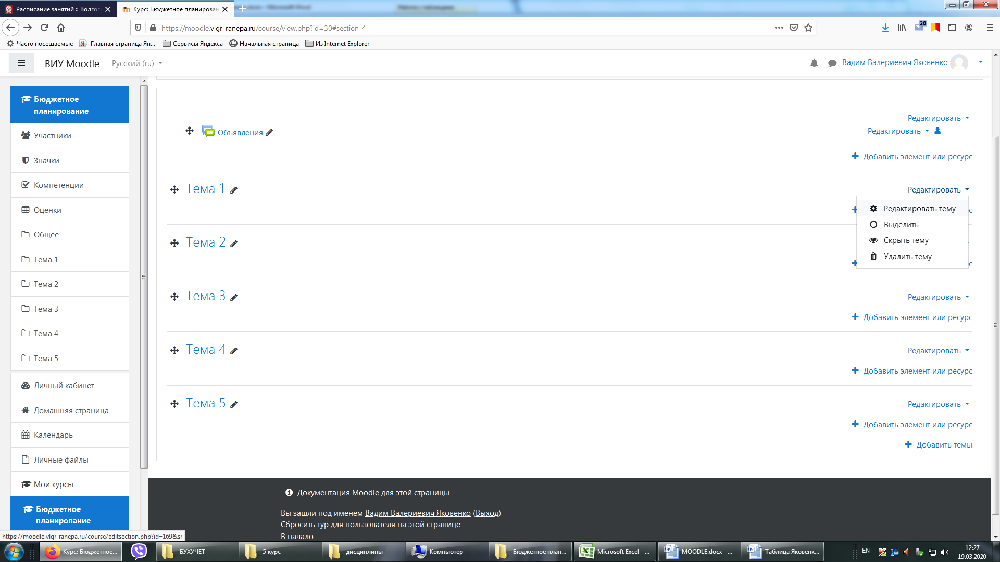 Расписание занятий :: Волгог
Курс: Бюджетное планирован
https://moodle.vlgr-ranepa.ru/course/view.php?id=30#section-4
28
Часто посещаемые
Главная страница Ян...
Сервисы Яндекса
Начальная страница
Из Internet Explorer
ВИУ Moodle
Русский (ru)
Вадим Валериевич Яковенко
Бюджетное
планирование
Участники
Значки
Компетенции
Оценки
Общее
Тема 1
Тема 2
Тема 3
Тема 4
Тема 5
Личный кабинет
Домашняя страница
Календарь
Личные файлы
Мои курсы
Бюджетное
планирование
Редактировать
Объявления
Редактировать
Добавить элемент или ресурс
Тема 1
Редактировать
Редактировать тему
с
Выделить
Скрыть тему
Удалить тему
с
Тема 2
Тема 3
Редактировать
Добавить элемент или ресурс
Тема 4
Редактировать
Добавить элемент или ресурс
Тема 5
Редактировать
Добавить элемент или ресурс
Добавить темы
Документация Moodle для этой страницы
Вы зашли под именем Вадим Валериевич Яковенко (Выход)
Сбросить тур для пользователя на этой странице
В начало
https://moodle.vlgr-ranepa.ru/course/editsection.php?id=169&sr
Курс: Бюджетное...
БУХУЧЕТ
5 курс
дисциплины
Компьютер
Бюджетное план...
Microsoft Excel - ...
MOODLE.docx - ...
Таблица Яковенк...
EN
12:27
19.03.2020